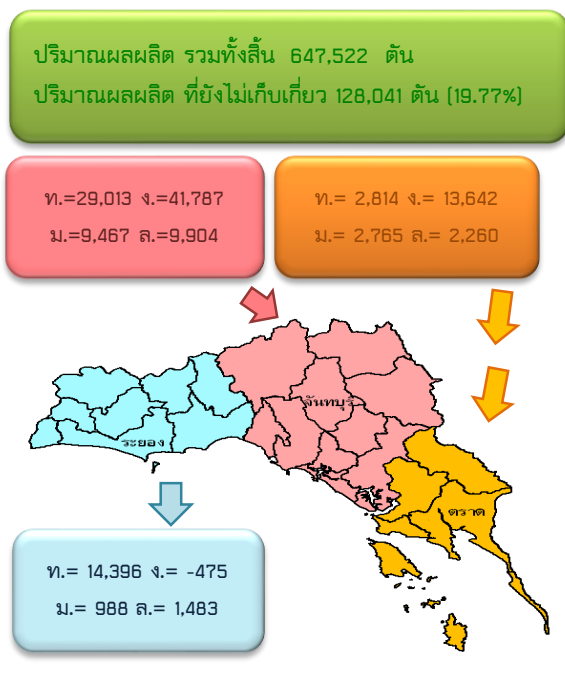 ปริมาณผลผลิต รวมทั้งสิ้น 647,522 ตัน
ปริมาณผลผลิต ที่ยังไม่เก็บเกี่ยว 128,041 ตัน (19.77%)
ท.=29,013 ง.=41,787
ม.=9,467 ล.=9,904
ท.= 2,814 ง.= 13,642
ม.= 2,765 ล.= 2,260
จันทบุรี
ระยอง
ตราด
ท.= 14,396 ง.= -475
ม.= 988 ล.= 1,483